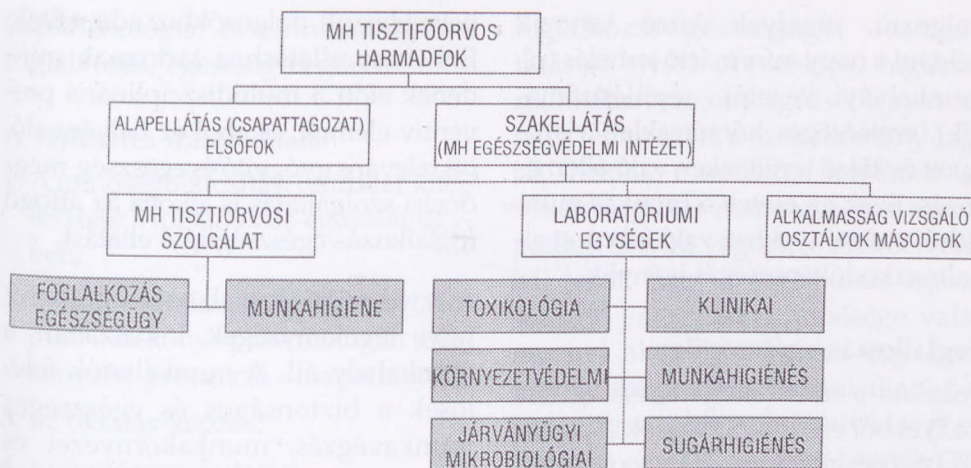 MH TISTIFŐORVOS
HARMADFOK
ALAPELLÁTÁS (CSAPATTAGOZAT)
ELSŐFOK
SZAKELLÁTÁS
(MH EGÉSZSÉGVÉDELMI INTÉZET)
MH TISZTIORVOSI
SZOLGÁLAT
LABORATÓRIUMI
EGYSÉGEK
ALKALMASSÁG VIZSGÁLÓ
OSZTÁLYOK MÁSODFOK
FOGLALKOZÁS
EGÉSZSÉGÜGY
MUNKAHIGIÉNE
TOXIKOLÓGIA
KLINIKAI
KÖRNYEZETVÉDELMI
MUNKAHIGIÉNÉS
JÁRVÁNYÜGYI
MIKROBIOLÓGIAI
SUGÁRHIGIÉNÉS